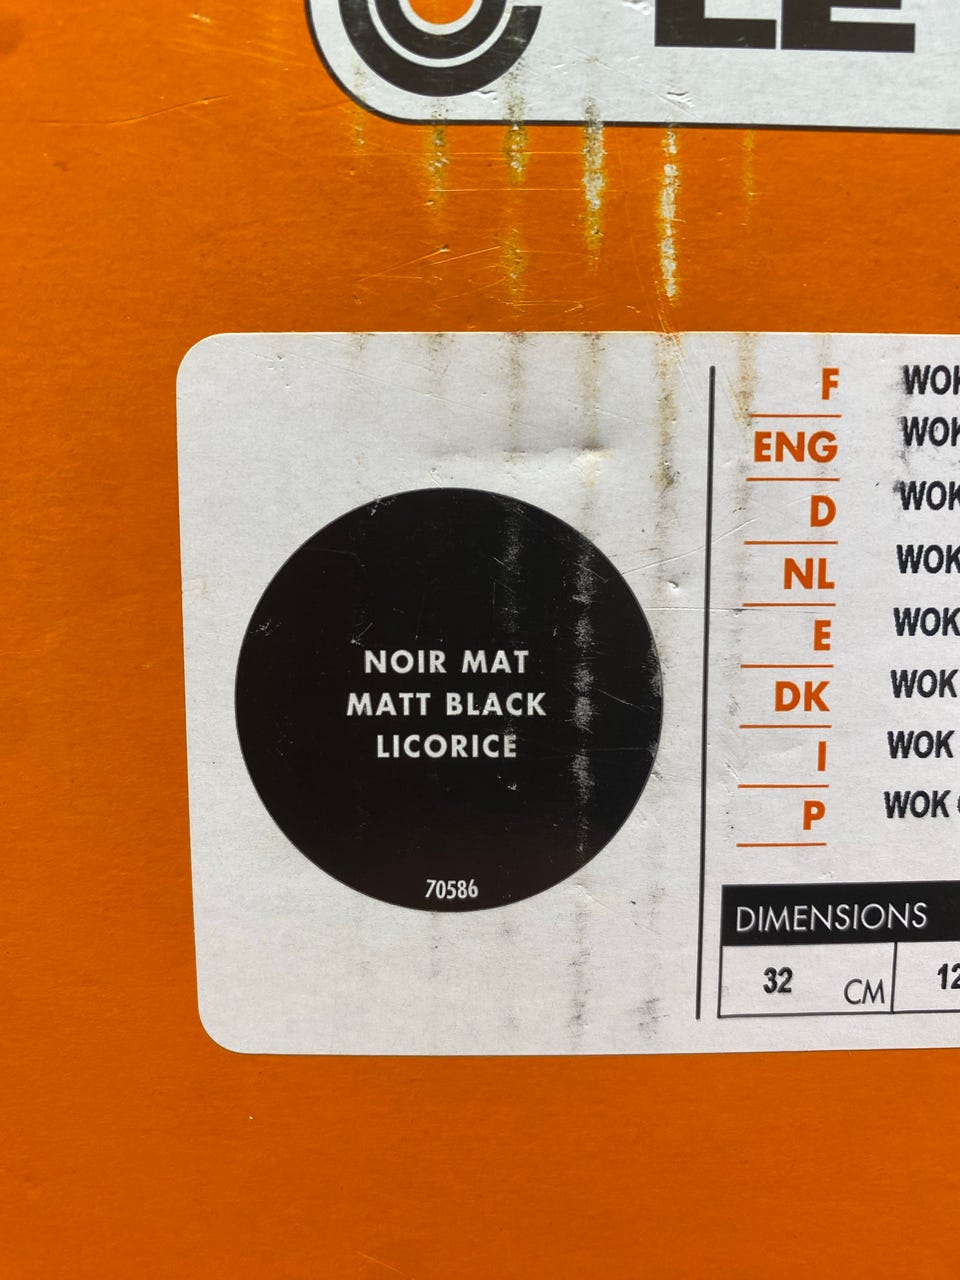 LE
NOIR MAT
MATT BLACK
LICORICE
70586
F WOK
ENG WOK
D WOK
NL WOK
E WOK
DK WOK
I WOK
P WOK
DIMENSIONS
32 CM 12